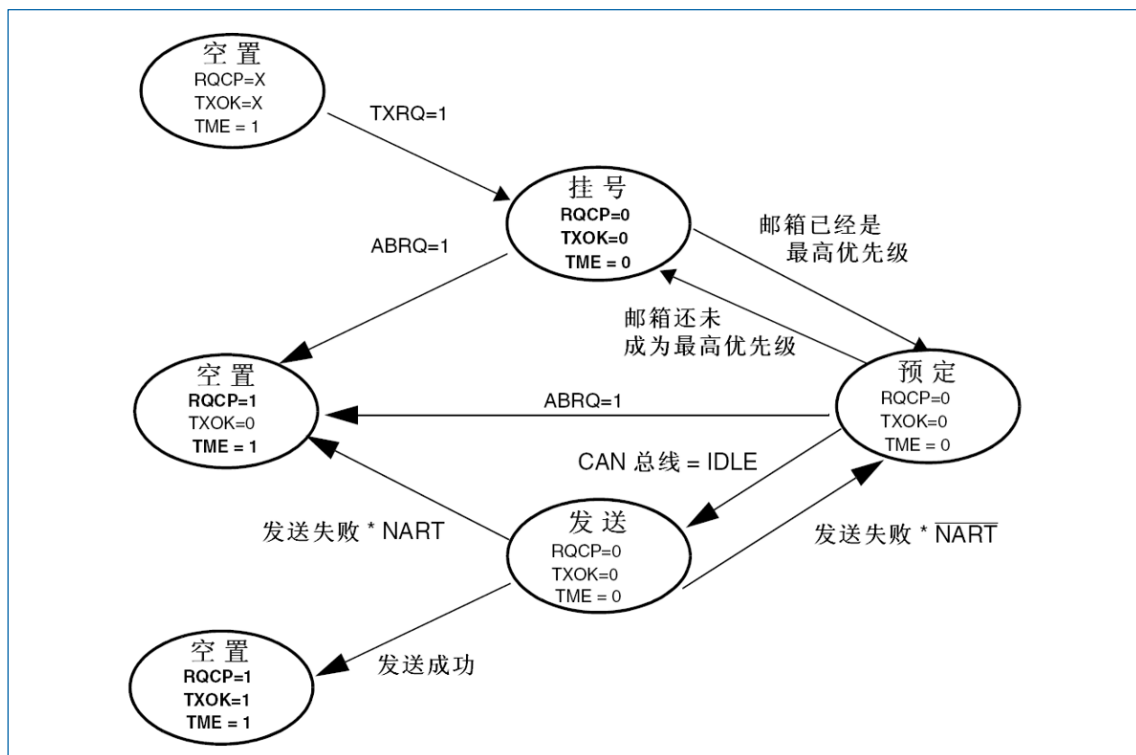 空置
RQCP=X
TXOK=X
TME = 1
TXRQ=1
挂号
RQCP=0
TXOK=0
TME = 0
邮箱已经是
最高优先级
ABRQ=1
邮箱还未
成为最高优先级
空置
RQCP=1
TXOK=0
TME = 1
ABRQ=1
预定
RQCP=0
TXOK=0
TME = 0
CAN 总线 = IDLE
发送失败 * NART
发送
RQCP=0
TXOK=0
TME = 0
发送失败 * N̅A̅R̅T̅
发送成功
空置
RQCP=1
TXOK=1
TME = 1